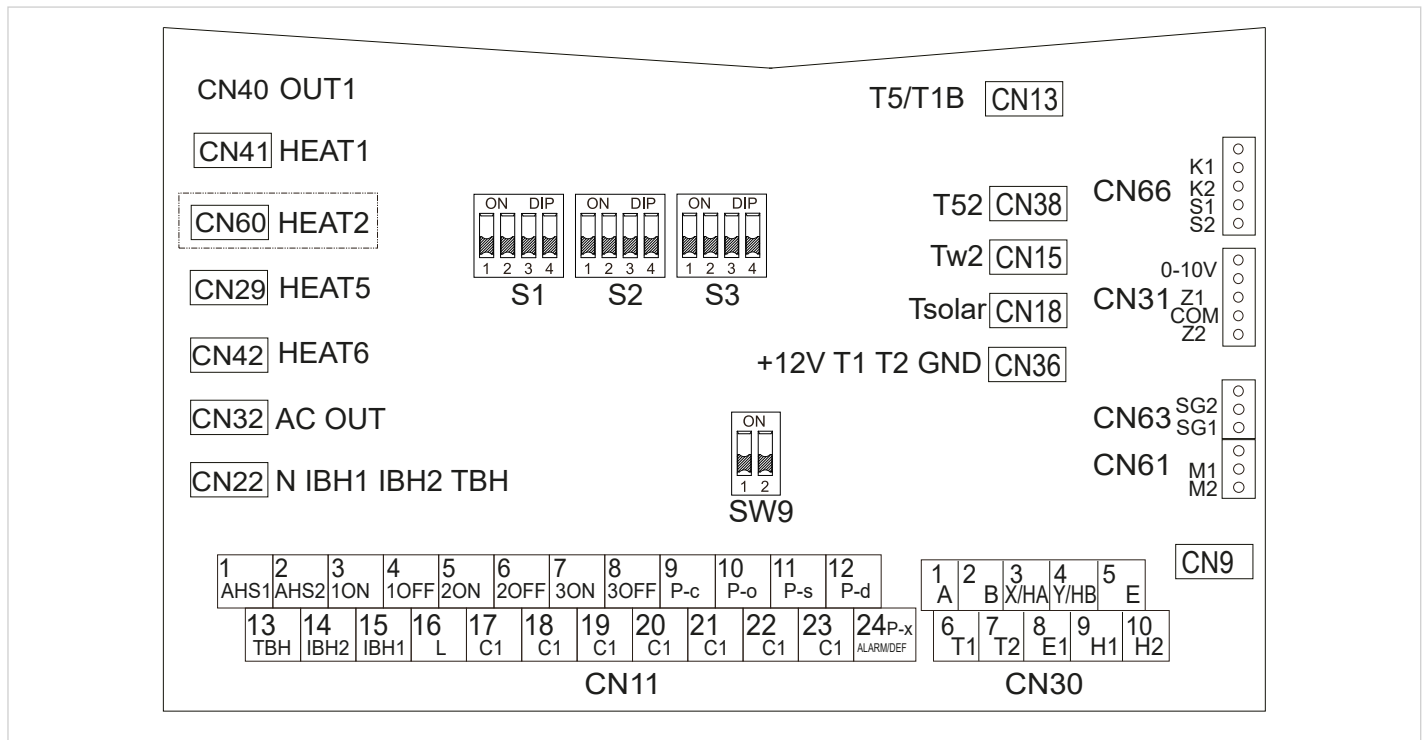 CN40 OUT1
T5/T1B CN13
CN41 HEAT1
CN66 K1
K2
S1
S2
CN60 HEAT2
ON DIP
1 2 3 4
S1
ON DIP
1 2 3 4
S2
ON DIP
1 2 3 4
S3
T52 CN38
Tw2 CN15
CN29 HEAT5
Tsolar CN18
CN31 0-10V
Z1
COM
Z2
CN42 HEAT6
+12V T1 T2 GND CN36
CN32 AC OUT
CN63 SG2
SG1
CN22 N IBH1 IBH2 TBH
ON
1 2
SW9
CN61 M1
M2
CN9
1 2 3 4 5 6 7 8 9 10 11 12
AHS1 AHS2 1ON 1OFF 2ON 2OFF 3ON 3OFF P-c P-o P-s P-d
13 14 15 16 17 18 19 20 21 22 23 24 P-x
TBH IBH2 IBH1 L C1 C1 C1 C1 C1 C1 C1 ALARM/DEF
CN11
1 2 3 4 5
A B X/HA Y/HB E
6 7 8 9 10
T1 T2 E1 H1 H2
CN30